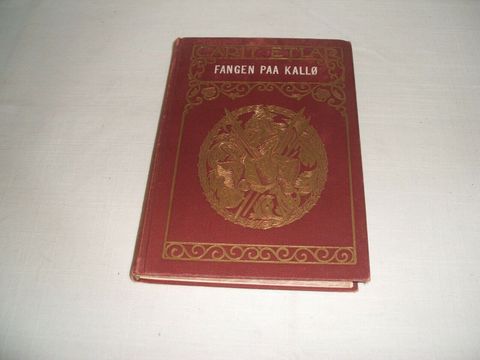 CARIT ETLAR
FANGEN PAA KALLØ